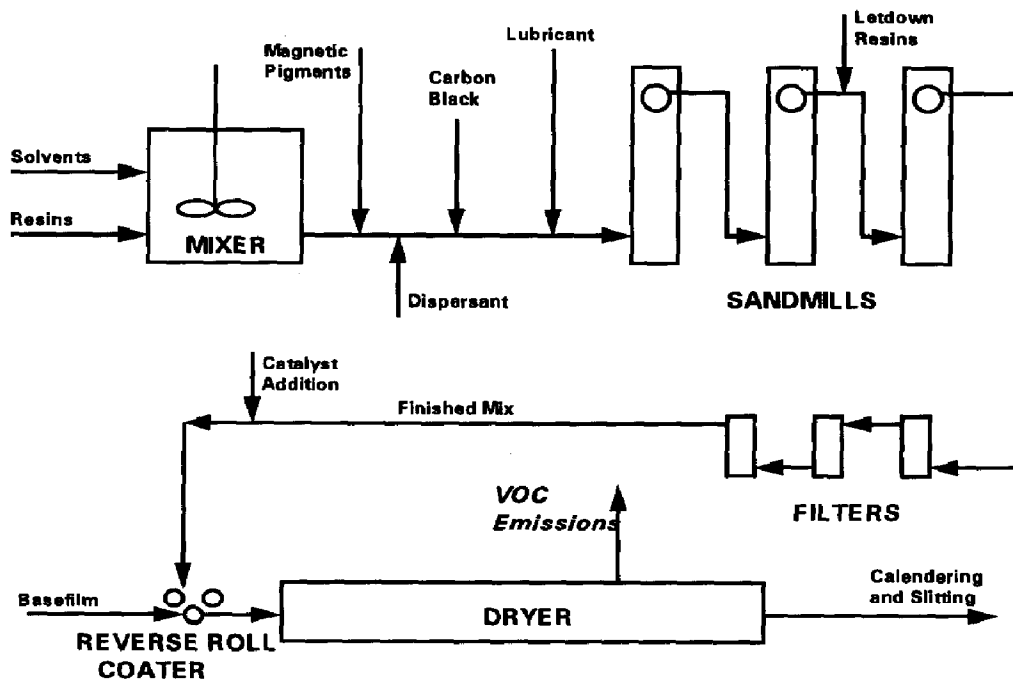 Magnetic
Pigments
Carbon
Black
Lubricant
Letdown
Resins
Solvents
Resins
MIXER
Dispersant
SANDMILLS
Catalyst
Addition
Finished Mix
VOC
Emissions
FILTERS
Basefilm
REVERSE ROLL
COATER
DRYER
Calendering
and Slitting